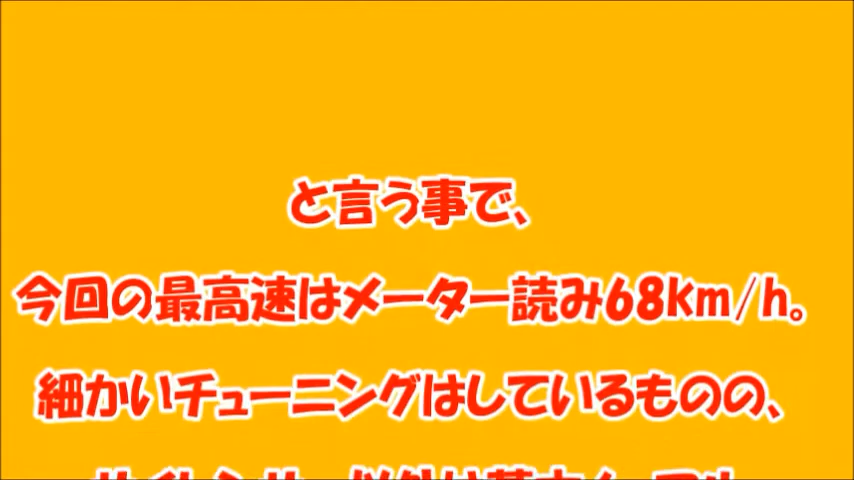 と言う事で、
今回の最高速はメーター読み68km/h。
細かいチューニングはしているものの、